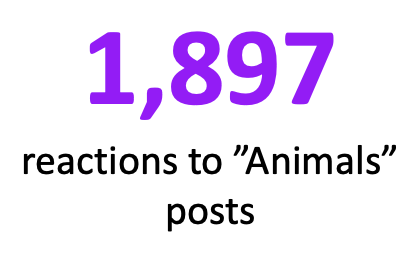 1,897
reactions to ”Animals”
posts